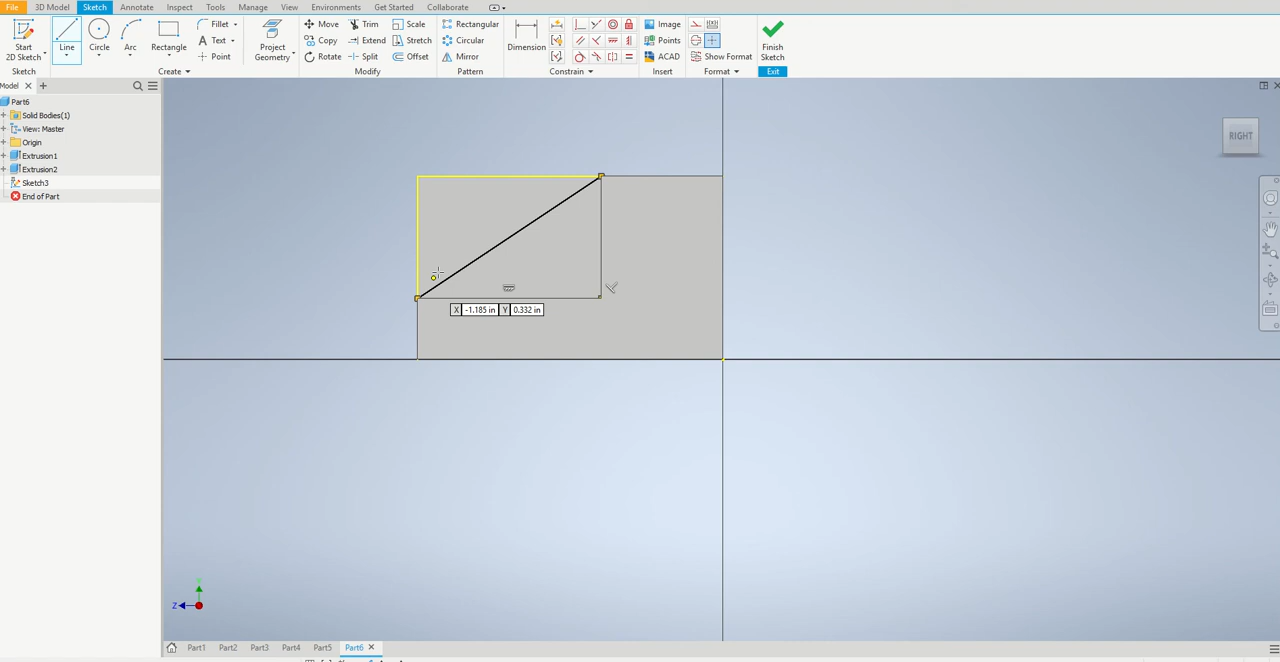 File 3D Model Sketch Annotate Inspect Tools Manage View Environments Get Started Collaborate
Start
2D Sketch
Line
Circle
Arc
Rectangle
Fillet
Text
Point
Project
Geometry
Move
Copy
Rotate
Trim
Extend
Split
Scale
Stretch
Offset
Rectangular
Circular
Mirror
Dimension
Image
Points
ACAD
Show Format
Finish
Sketch
Sketch Create Modify Pattern Constrain Insert Format Exit
Model
Part6
Solid Bodies(1)
View: Master
Origin
Extrusion1
Extrusion2
Sketch3
End of Part
RIGHT
X -1.185 in Y 0.332 in
Y
Z
Part1 Part2 Part3 Part4 Part5 Part6